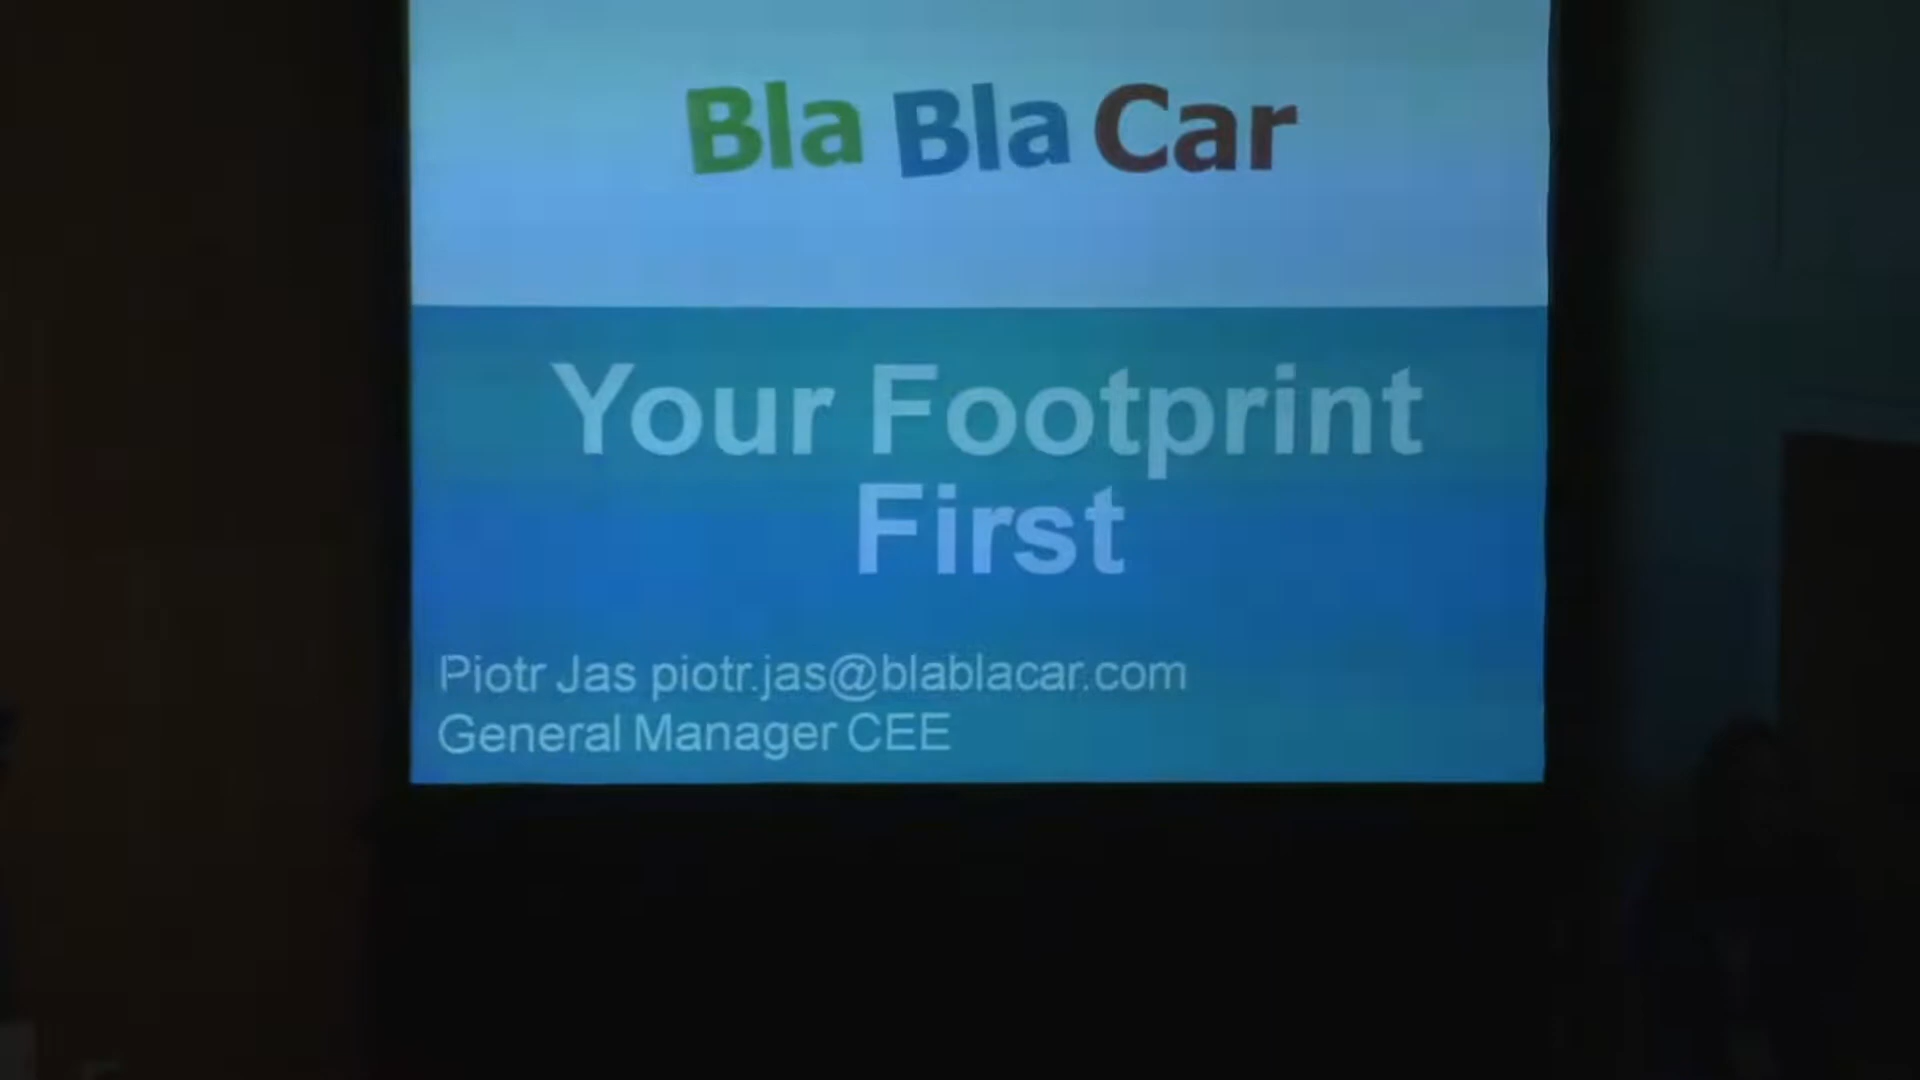 Bla Bla Car
Your Footprint
First
Piotr Jas piotr.jas@blablacar.com
General Manager CEE